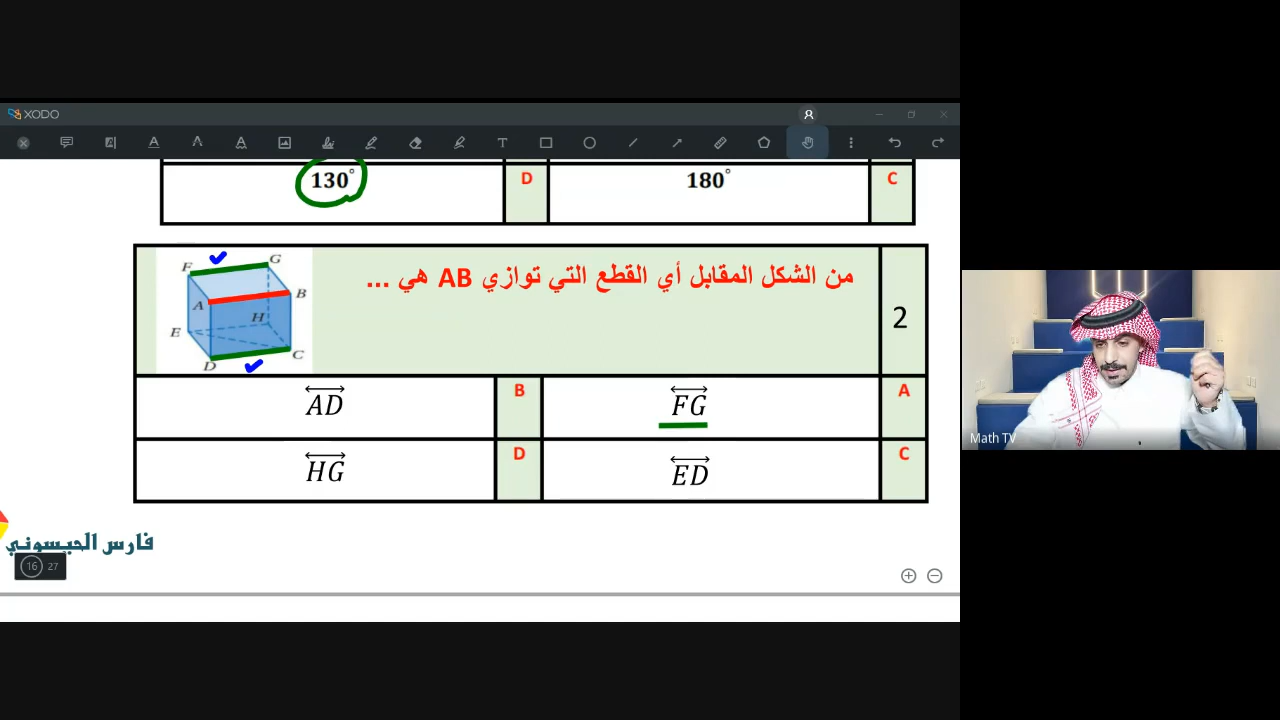 XODO
C 180° D 130°
2 من الشكل المقابل أي القطع التي توازي AB هي ...
F G
A B
E H
D C
A FG B AD
C ED D HG
Math TV
فارس الحيسوني
16 27